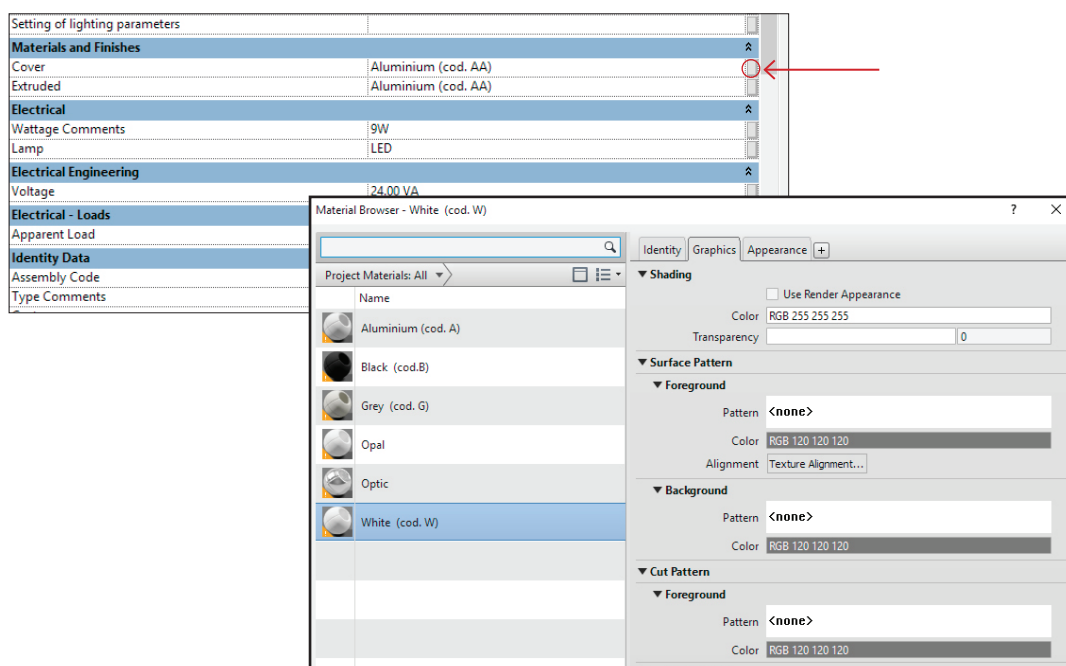 Setting of lighting parameters
Materials and Finishes
Cover Aluminium (cod. AA)
Extruded Aluminium (cod. AA)
Electrical
Wattage Comments 9W
Lamp LED
Electrical Engineering
Voltage 24.00 VA
Electrical - Loads
Apparent Load
Identity Data
Assembly Code
Type Comments
Material Browser - White (cod. W) ?
Project Materials: All
Name
Aluminium (cod. A)
Black (cod.B)
Grey (cod. G)
Opal
Optic
White (cod. W)
Identity Graphics Appearance +
Shading
Use Render Appearance
Color RGB 255 255 255
Transparency 0
Surface Pattern
Foreground
Pattern <none>
Color RGB 120 120 120
Alignment Texture Alignment...
Background
Pattern <none>
Color RGB 120 120 120
Cut Pattern
Foreground
Pattern <none>
Color RGB 120 120 120